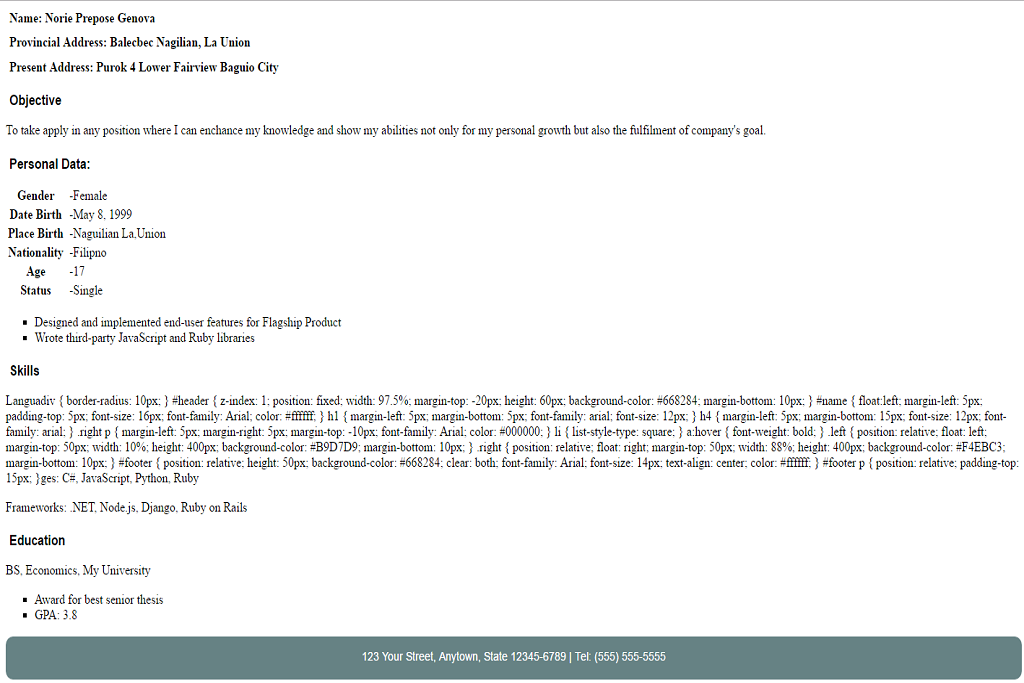 Name: Norie Prepose Genova
Provincial Address: Balecbec Nagilian, La Union
Present Address: Purok 4 Lower Fairview Baguio City
Objective
To take apply in any position where I can enchance my knowledge and show my abilities not only for my personal growth but also the fulfilment of company's goal.
Personal Data:
Gender -Female
Date Birth -May 8, 1999
Place Birth -Naguilian La,Union
Nationality -Filipno
Age -17
Status -Single
Designed and implemented end-user features for Flagship Product
Wrote third-party JavaScript and Ruby libraries
Skills
Languadiv { border-radius: 10px; } #header { z-index: 1; position: fixed; width: 97.5%; margin-top: -20px; height: 60px; background-color: #668284; margin-bottom: 10px; } #name { float:left; margin-left: 5px;
padding-top: 5px; font-size: 16px; font-family: Arial; color: #ffffff; } h1 { margin-left: 5px; margin-bottom: 5px; font-family: arial; font-size: 12px; } h4 { margin-left: 5px; margin-bottom: 15px; font-size: 12px; font-
family: arial; } .right p { margin-left: 5px; margin-right: 5px; margin-top: -10px; font-family: Arial; color: #000000; } li { list-style-type: square; } a:hover { font-weight: bold; } .left { position: relative; float: left;
margin-top: 50px; width: 10%; height: 400px; background-color: #B9D7D9; margin-bottom: 10px; } .right { position: relative; float: right; margin-top: 50px; width: 88%; height: 400px; background-color: #F4EBC3;
margin-bottom: 10px; } #footer { position: relative; height: 50px; background-color: #668284; clear: both; font-family: Arial; font-size: 14px; text-align: center; color: #ffffff; } #footer p { position: relative; padding-top:
15px; }ges: C#, JavaScript, Python, Ruby
Frameworks: .NET, Node.js, Django, Ruby on Rails
Education
BS, Economics, My University
Award for best senior thesis
GPA: 3.8
123 Your Street, Anytown, State 12345-6789 | Tel: (555) 555-5555